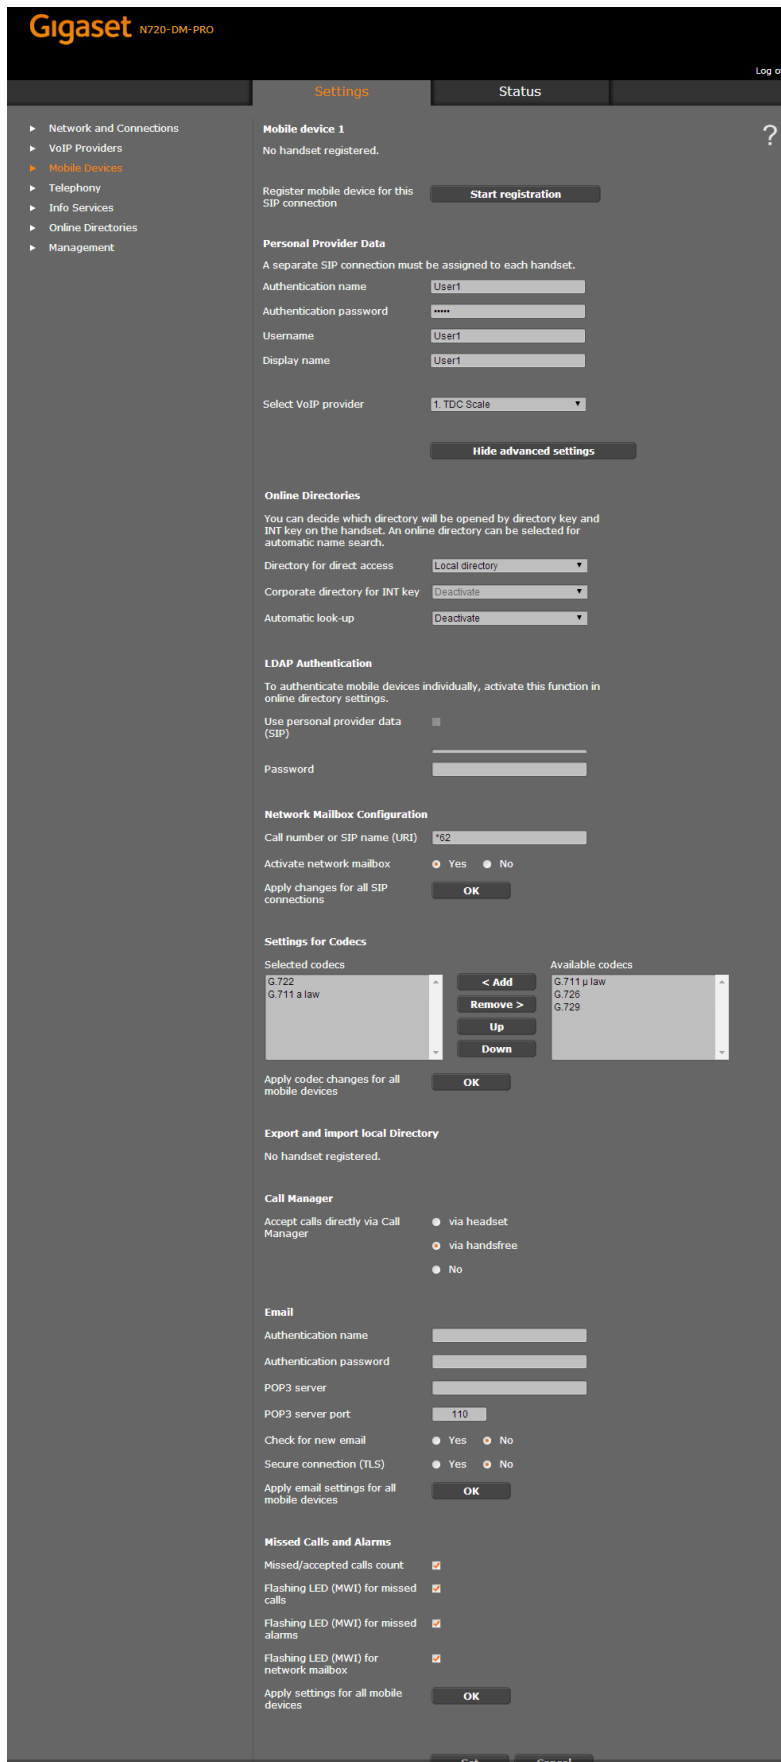 Gigaset N720-DM-PRO
Log o
Settings
Status
Network and Connections
VoIP Providers
Mobile Devices
Telephony
Info Services
Online Directories
Management
Mobile device 1
?
No handset registered.
Register mobile device for this
SIP connection
Start registration
Personal Provider Data
A separate SIP connection must be assigned to each handset.
Authentication name
User1
Authentication password
•••••
Username
User1
Display name
User1
Select VoIP provider
1. TDC Scale
Hide advanced settings
Online Directories
You can decide which directory will be opened by directory key and
INT key on the handset. An online directory can be selected for
automatic name search.
Directory for direct access
Local directory
Corporate directory for INT key
Deactivate
Automatic look-up
Deactivate
LDAP Authentication
To authenticate mobile devices individually, activate this function in
online directory settings.
Use personal provider data
(SIP)
Password
Network Mailbox Configuration
Call number or SIP name (URI)
*62
Activate network mailbox
Yes
No
Apply changes for all SIP
connections
OK
Settings for Codecs
Selected codecs
Available codecs
G.722
G.711 a law
< Add
Remove >
Up
Down
G.711 µ law
G.726
G.729
Apply codec changes for all
mobile devices
OK
Export and import local Directory
No handset registered.
Call Manager
Accept calls directly via Call
Manager
via headset
via handsfree
No
Email
Authentication name
Authentication password
POP3 server
POP3 server port
110
Check for new email
Yes
No
Secure connection (TLS)
Yes
No
Apply email settings for all
mobile devices
OK
Missed Calls and Alarms
Missed/accepted calls count
Flashing LED (MWI) for missed
calls
Flashing LED (MWI) for missed
alarms
Flashing LED (MWI) for
network mailbox
Apply settings for all mobile
devices
OK
Set
Cancel